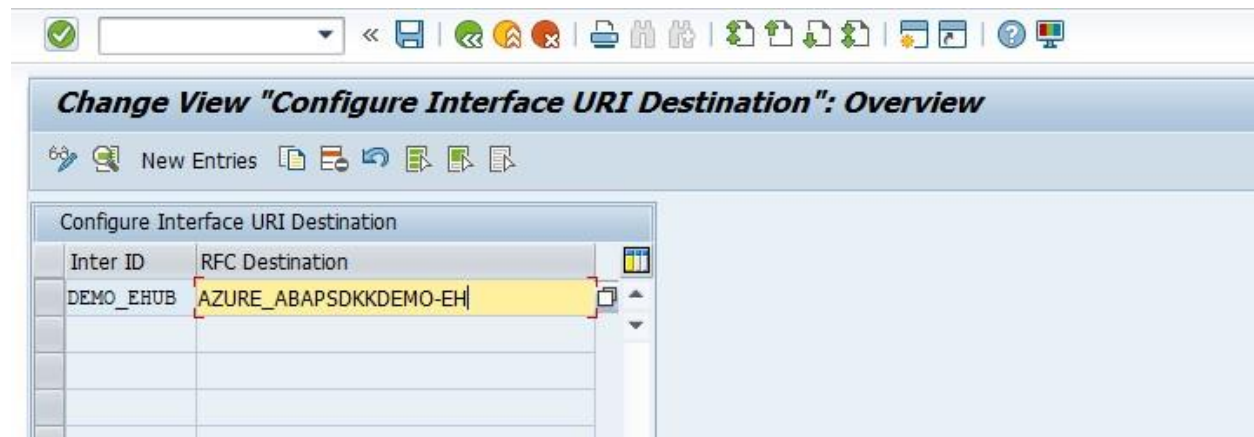 Change View "Configure Interface URI Destination": Overview
New Entries
Configure Interface URI Destination
Inter ID RFC Destination
DEMO_EHUB AZURE_ABAPSDKKDEMO-EH